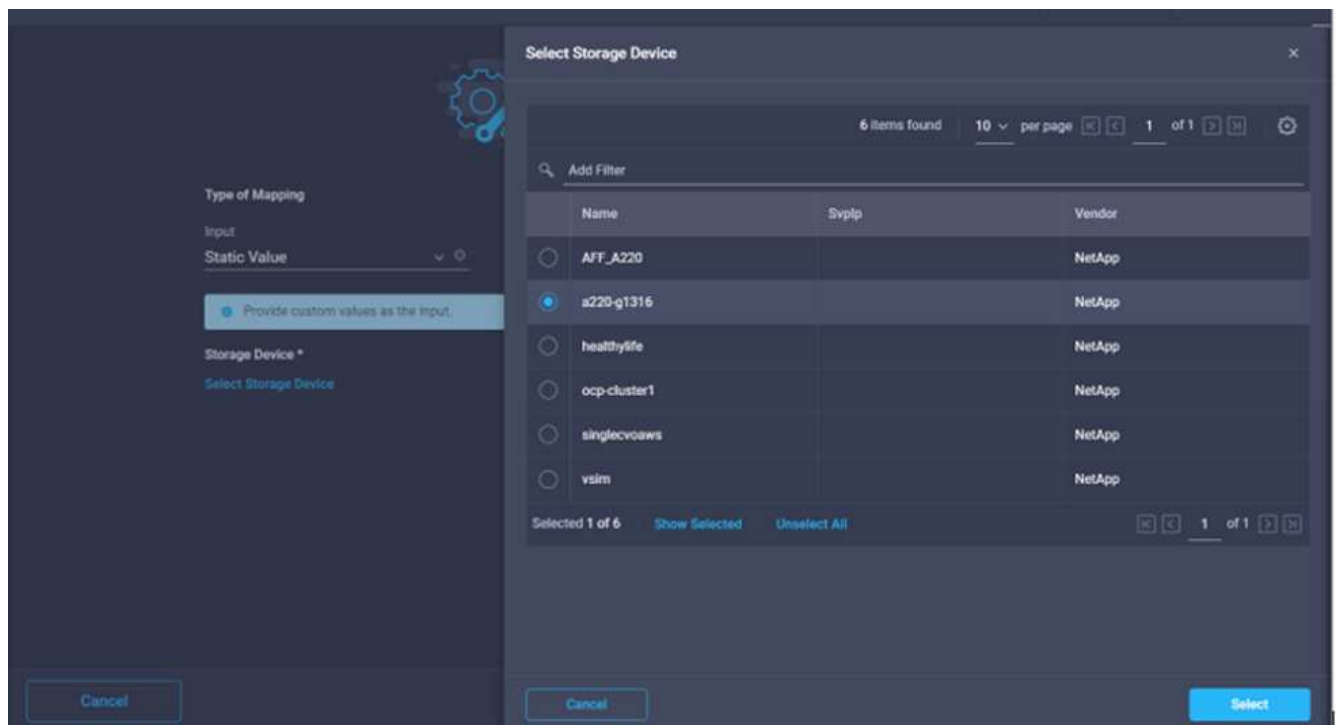 Select Storage Device
6 items found 10 per page 1 of 1
Add Filter
Type of Mapping
Input
Static Value
Provide custom values as the input.
Storage Device *
Select Storage Device
Name Svplp Vendor
AFF_A220 NetApp
a220-g1316 NetApp
healthylife NetApp
ocp-cluster1 NetApp
singlecvoaws NetApp
vsim NetApp
Selected 1 of 6 Show Selected Unselect All 1 of 1
Cancel
Cancel Select